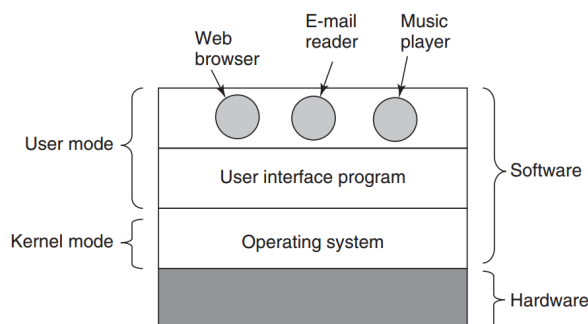 Web
browser
E-mail
reader
Music
player
User mode
User interface program
Software
Kernel mode
Operating system
Hardware